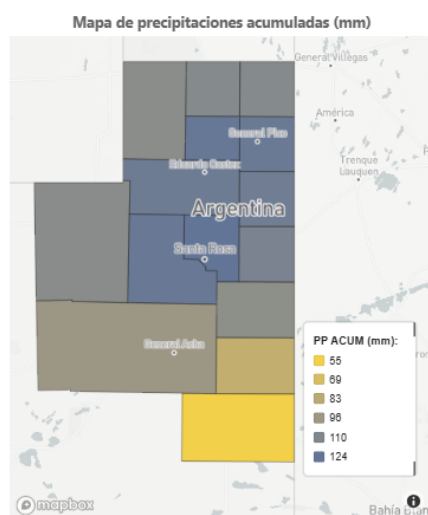 Mapa de precipitaciones acumuladas (mm)
General Villegas
América
General Pico
Trenque
Lauquen
Eduardo Castex
Argentina
Santa Rosa
General Acha
PP ACUM (mm):
55
69
83
96
110
124
mapbox
Bahía Blan